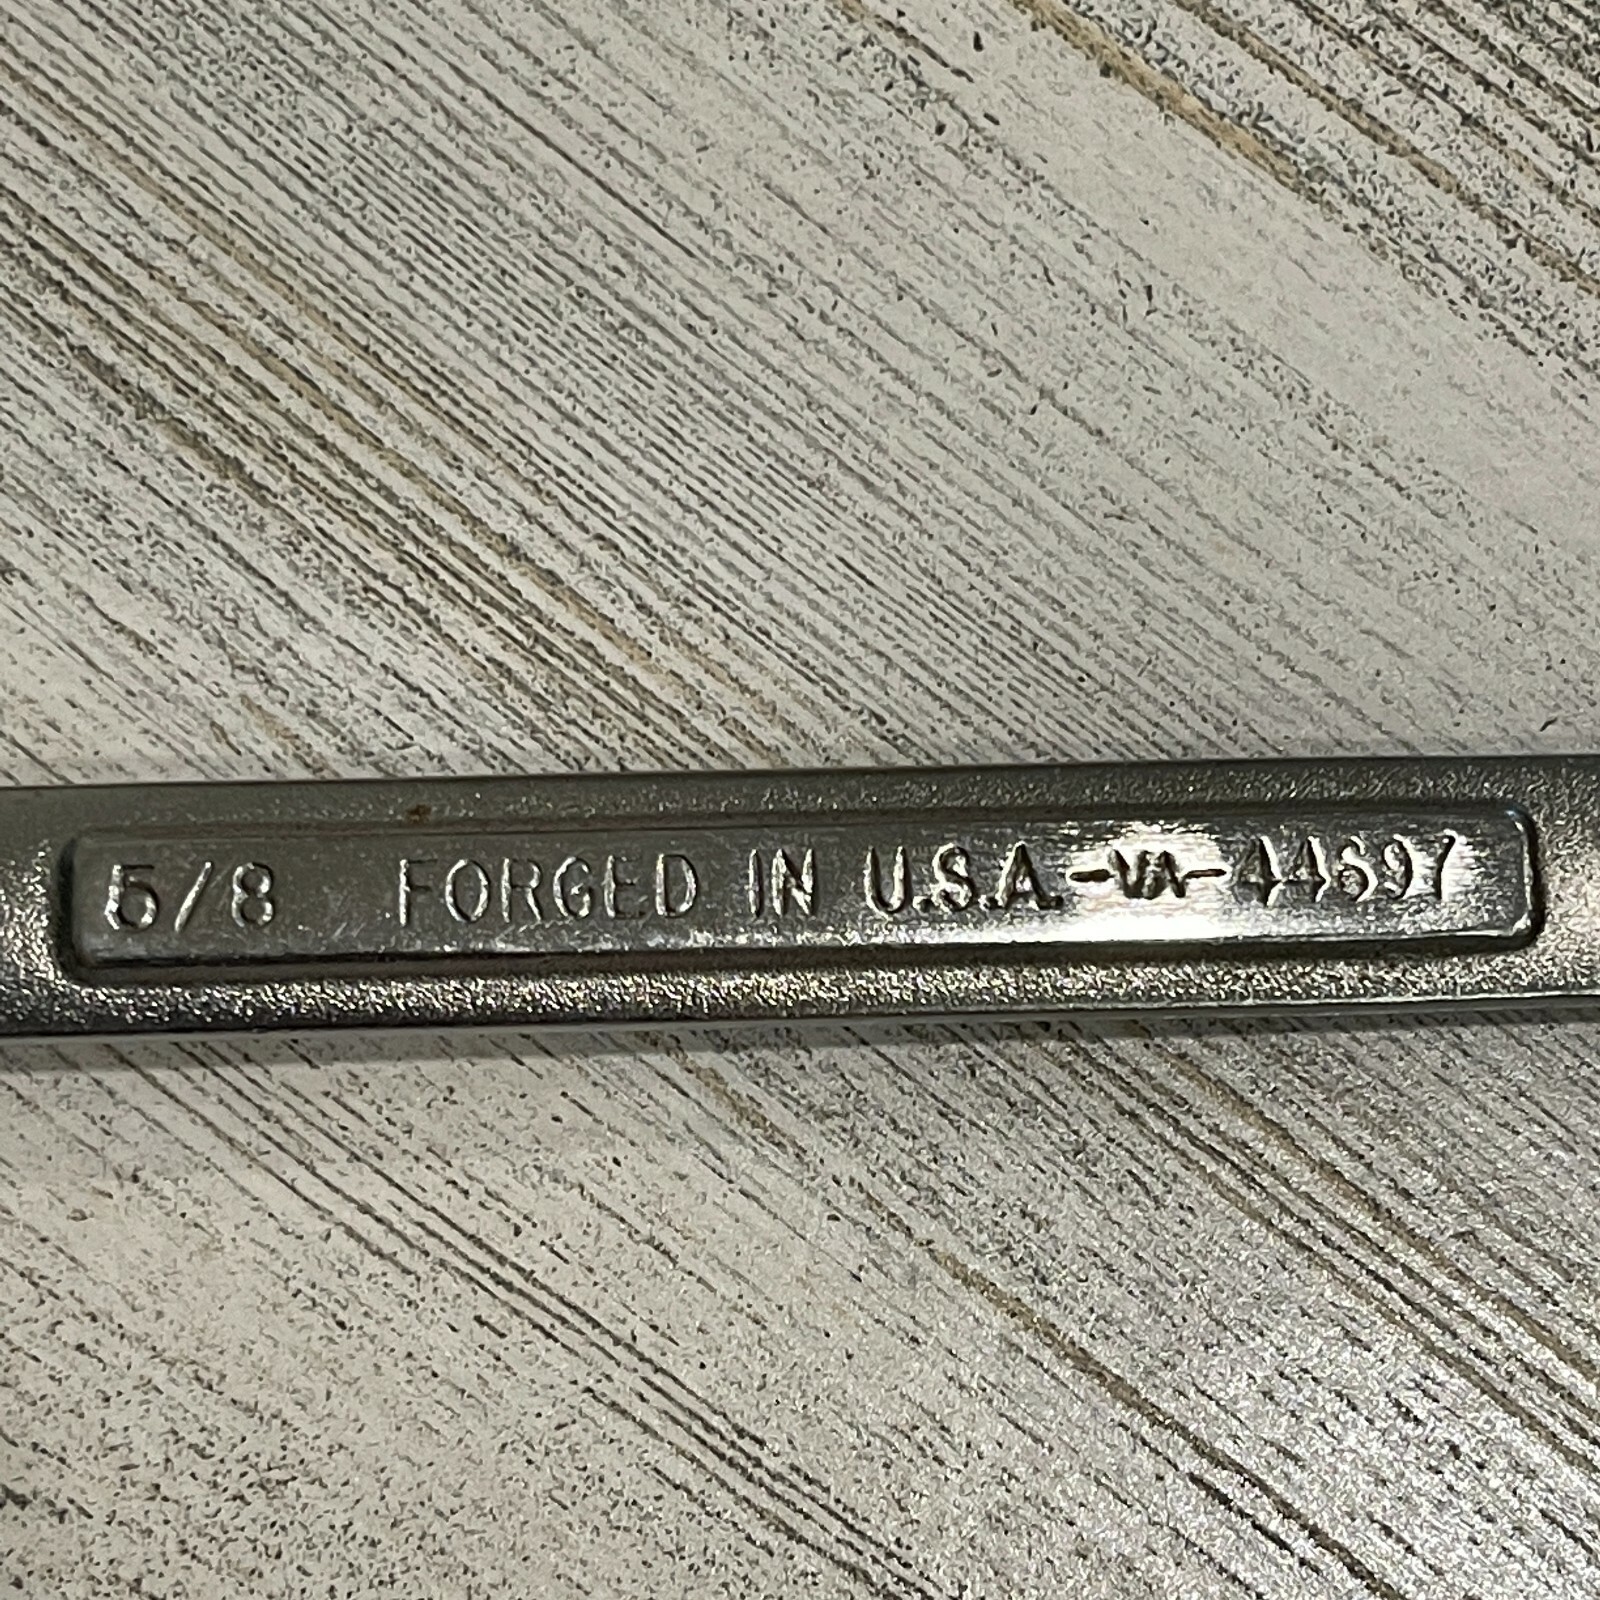 5/8 FORGED IN U.S.A.-VA-44697